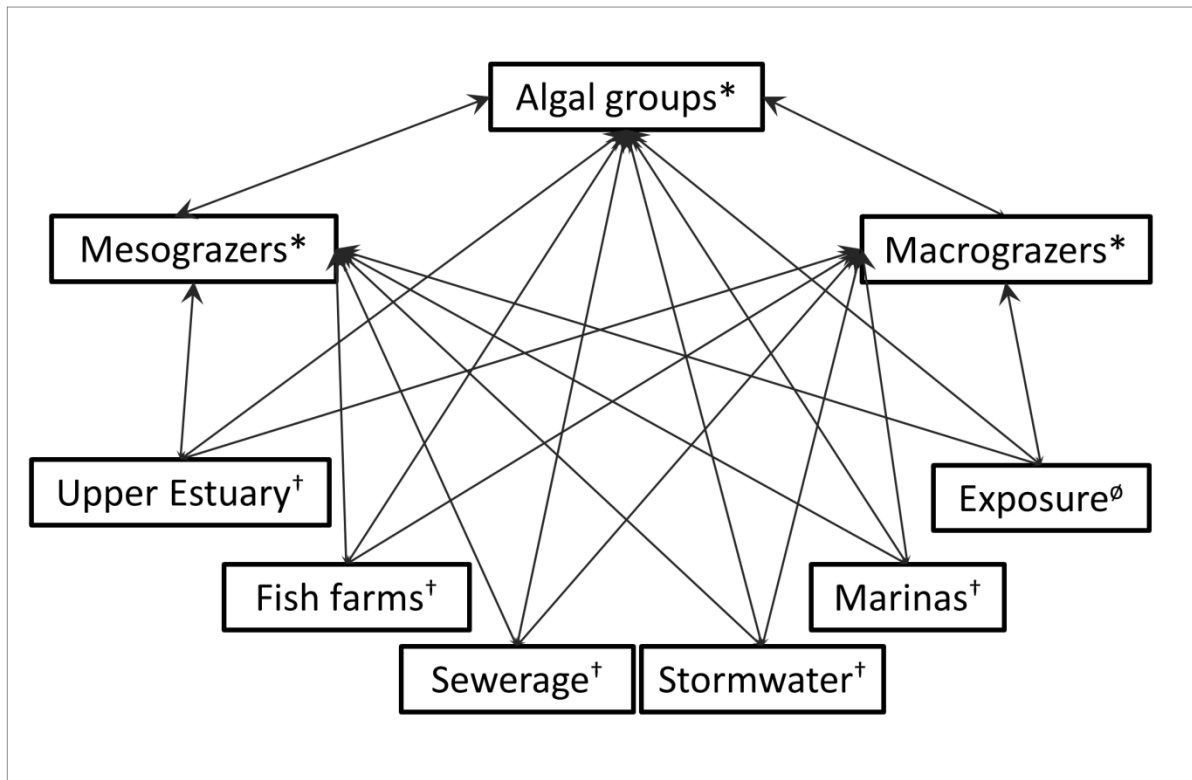 Algal groups*
Mesograzers*
Macrograzers*
Upper Estuary†
Exposureø
Fish farms†
Marinas†
Sewerage†
Stormwater†